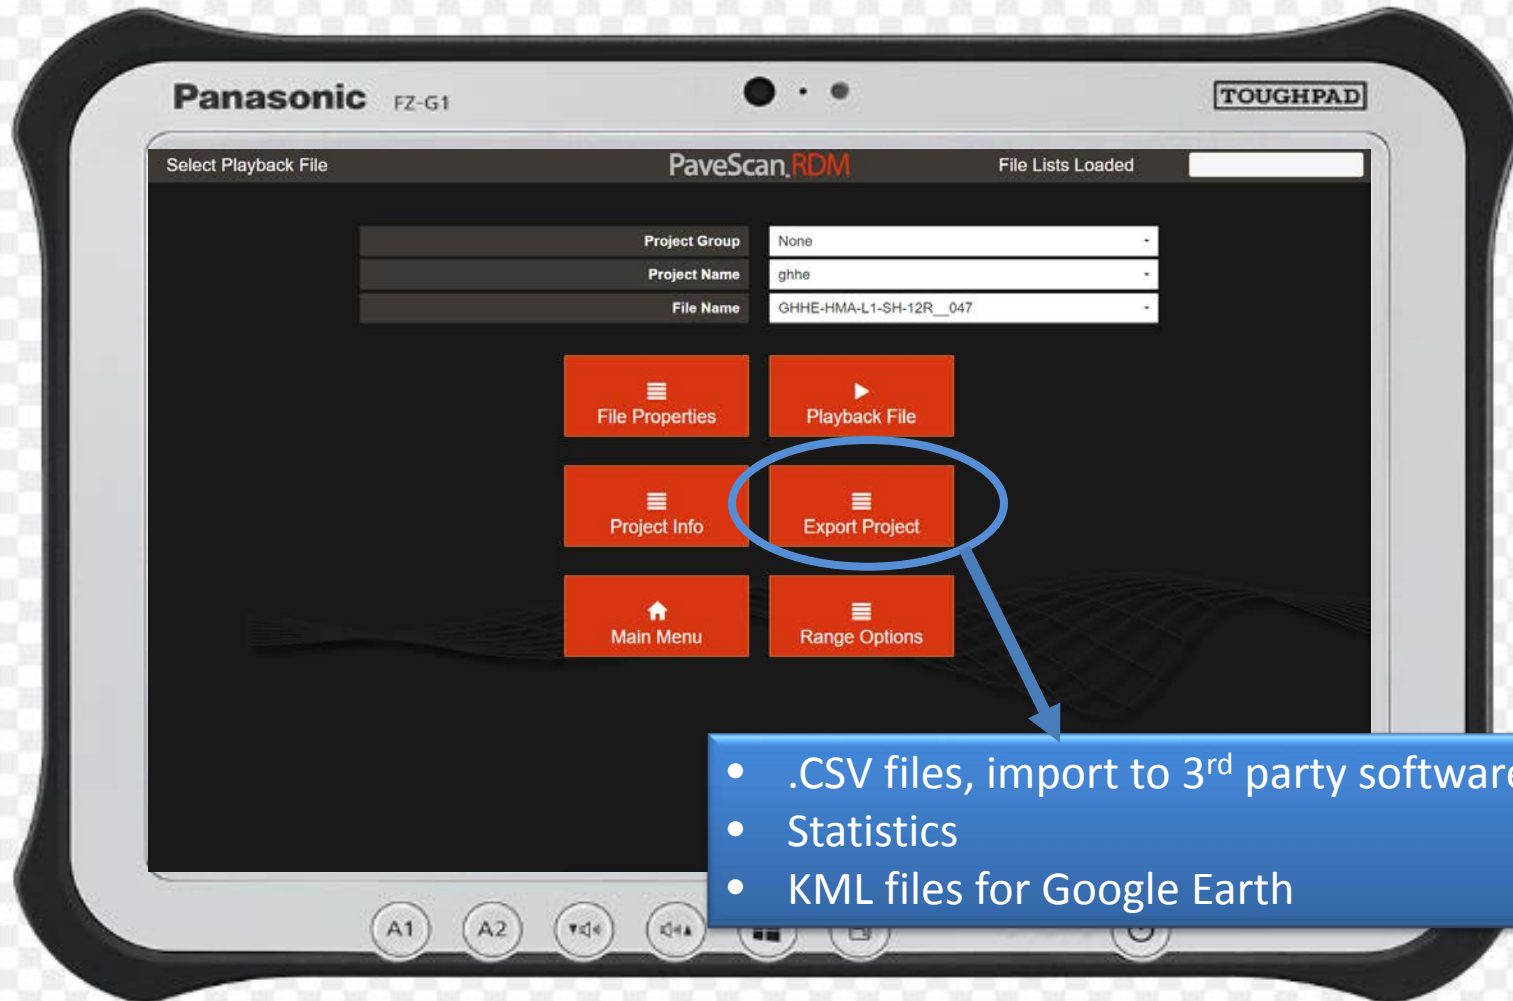 Panasonic FZ-G1 TOUGHPAD
Select Playback File PaveScan.RDM File Lists Loaded
Project Group None
Project Name ghhe
File Name GHHE-HMA-L1-SH-12R__047
File Properties Playback File
Project Info Export Project
Main Menu Range Options
• .CSV files, import to 3rd party software
• Statistics
• KML files for Google Earth
A1 A2